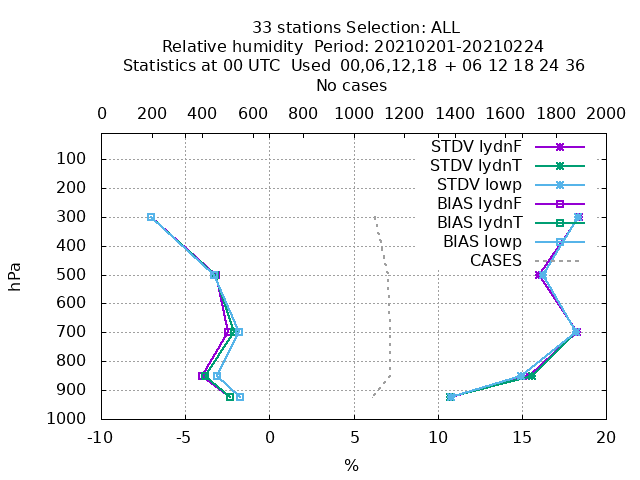 33 stations Selection: ALL
Relative humidity  Period: 20210201-20210224
Statistics at 00 UTC  Used  00,06,12,18  + 06 12 18 24 36
No cases
0 200 400 600 800 1000 1200 1400 1600 1800 2000
STDV lydnF
STDV lydnT
STDV lowp
BIAS lydnF
BIAS lydnT
BIAS lowp
CASES
100
200
300
400
500
600
700
800
900
1000
hPa
-10 -5 0 5 10 15 20
%